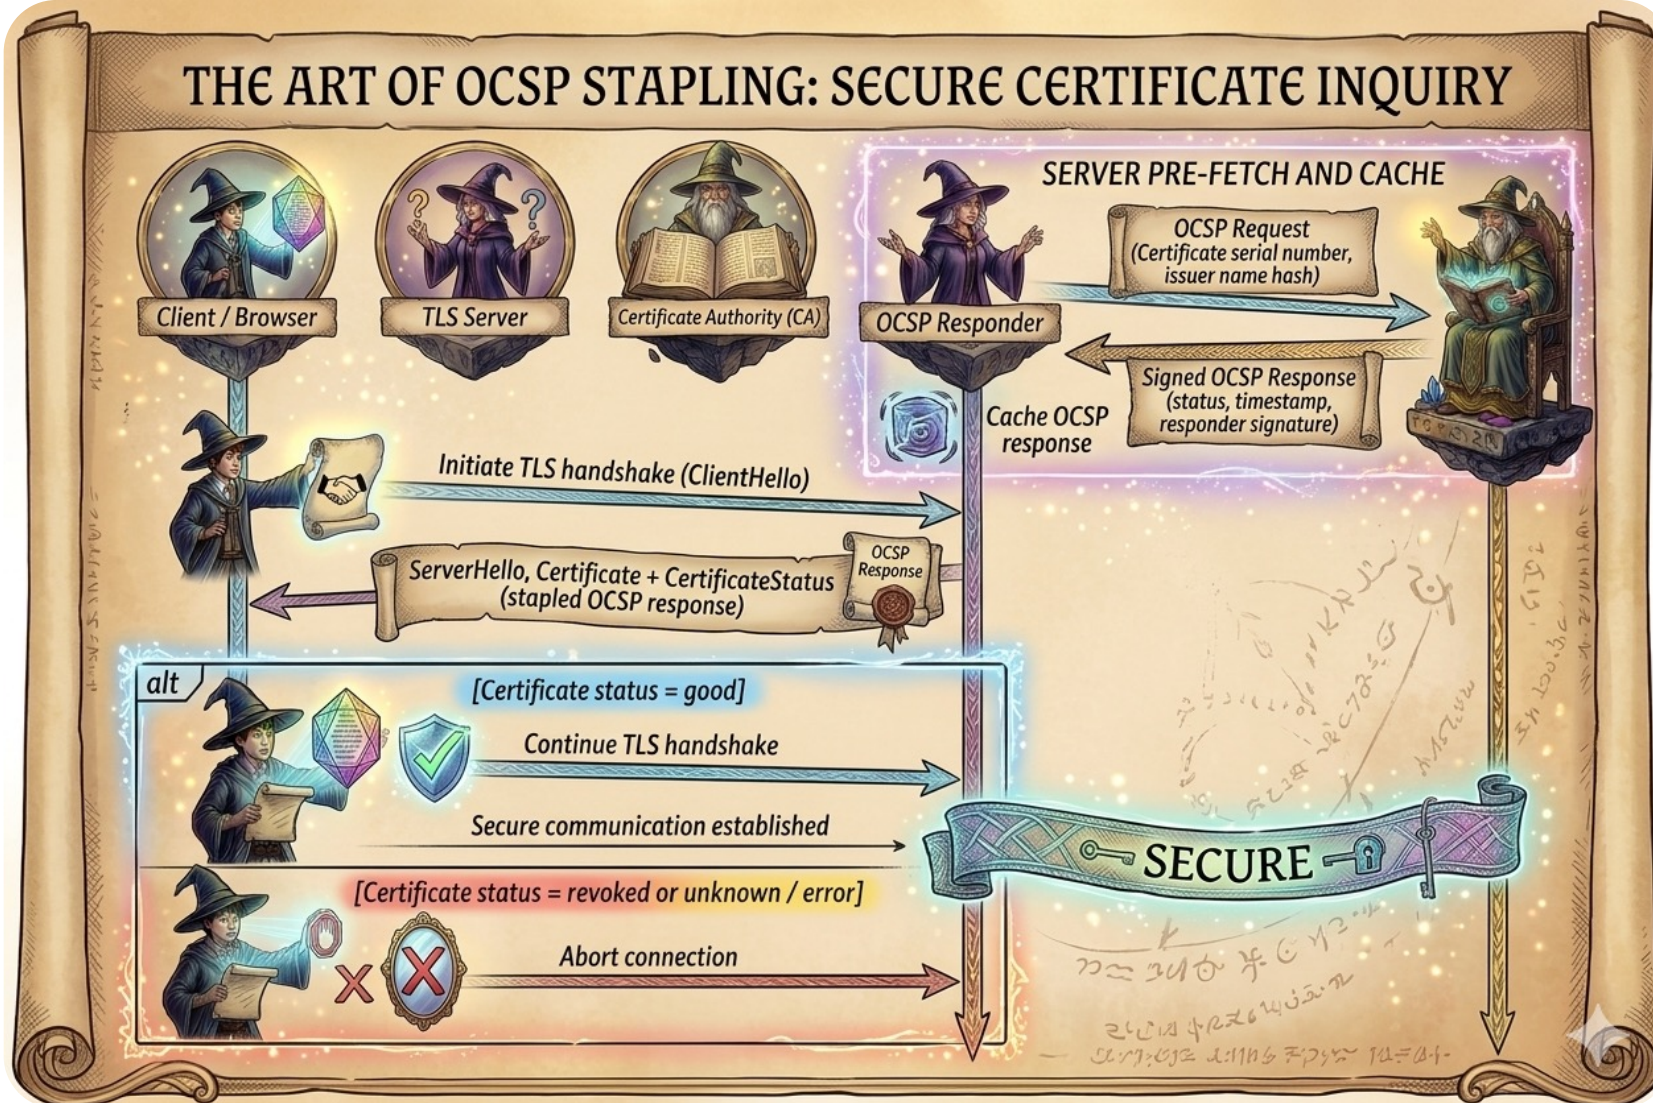 THE ART OF OCSP STAPLING: SECURE CERTIFICATE INQUIRY
Client / Browser
TLS Server
Certificate Authority (CA)
OCSP Responder
SERVER PRE-FETCH AND CACHE
OCSP Request
(Certificate serial number,
issuer name hash)
Signed OCSP Response
(status, timestamp,
responder signature)
Cache OCSP
response
Initiate TLS handshake (ClientHello)
ServerHello, Certificate + CertificateStatus
(stapled OCSP response)
OCSP
Response
alt
[Certificate status = good]
Continue TLS handshake
Secure communication established
SECURE
[Certificate status = revoked or unknown / error]
Abort connection